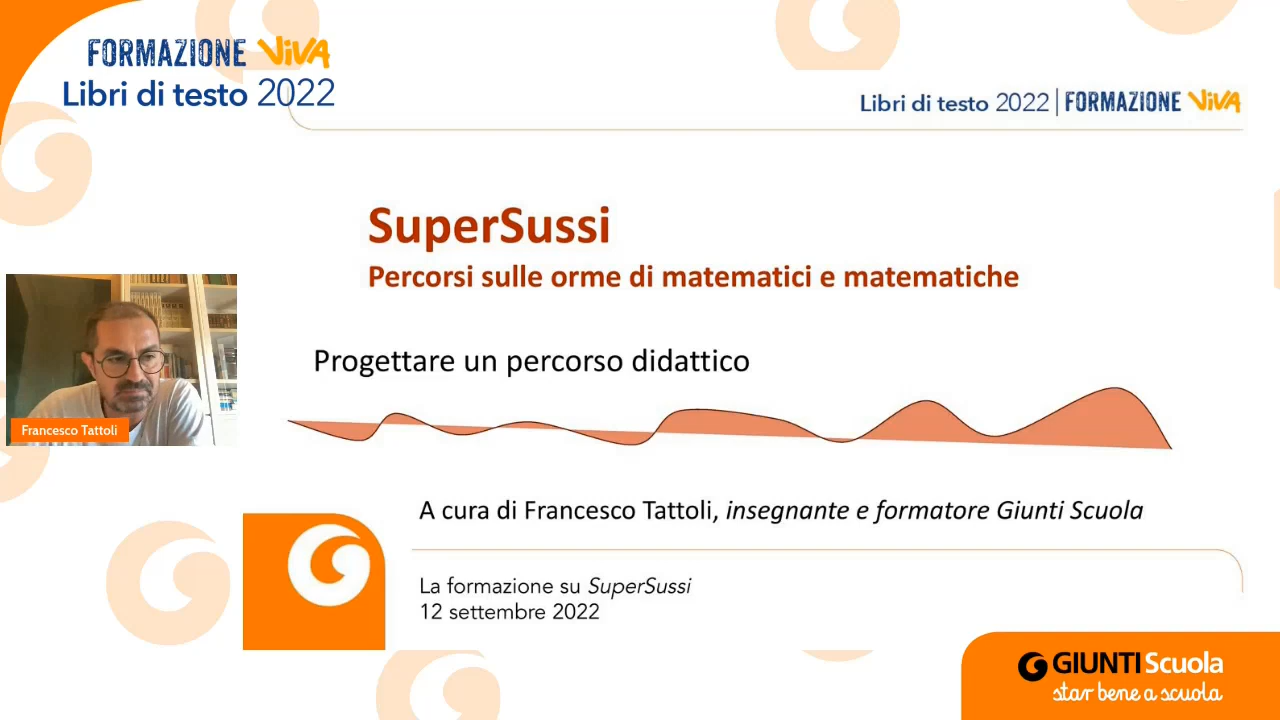 FORMAZIONE VIVA
Libri di testo 2022
Libri di testo 2022 | FORMAZIONE VIVA
SuperSussi
Percorsi sulle orme di matematici e matematiche
Progettare un percorso didattico
Francesco Tattoli
A cura di Francesco Tattoli, insegnante e formatore Giunti Scuola
La formazione su SuperSussi
12 settembre 2022
GIUNTI Scuola
star bene a scuola